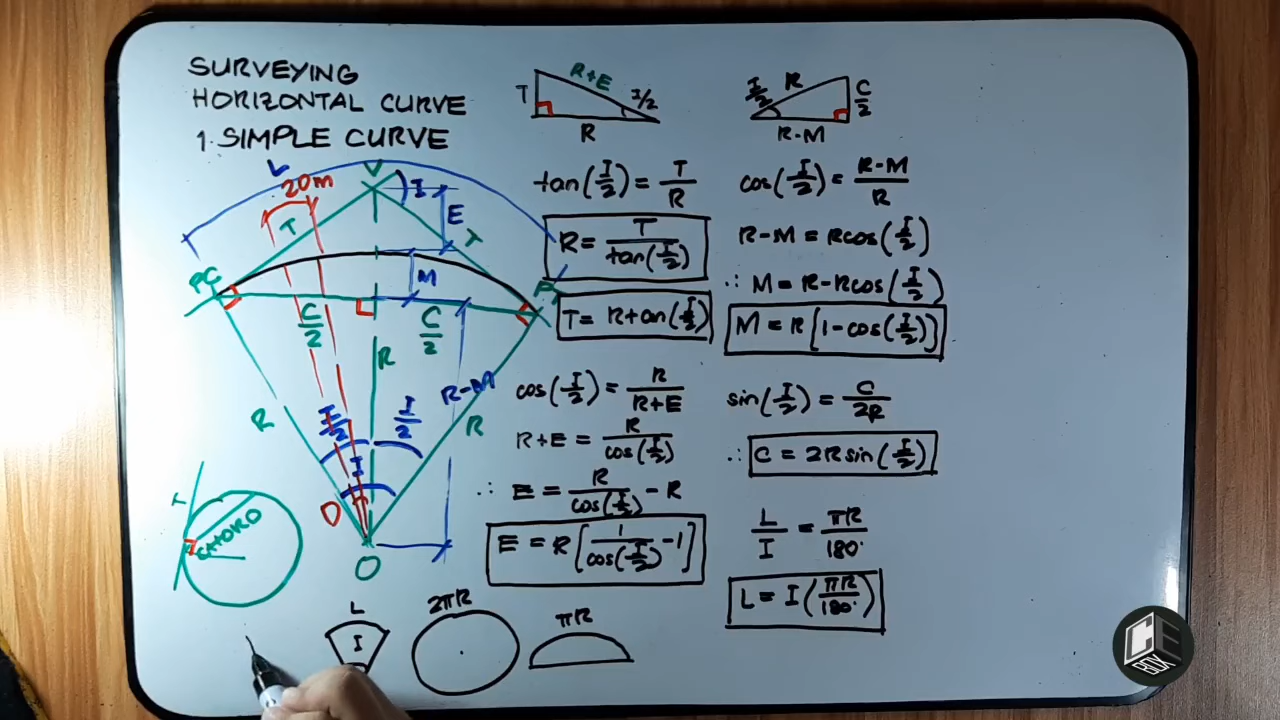 SURVEYING
HORIZONTAL CURVE
1. SIMPLE CURVE
L
20m
V
I
E
T
T
PC
M
C/2
C/2
R
R-M
R
R
I/2
I/2
I
D
O
T
CHORD
L
I
2πR
πR
T
R+E
I/2
R
tan(I/2) = T/R
R = T/tan(I/2)
T = R tan(I/2)
cos(I/2) = R/R+E
R+E = R/cos(I/2)
∴ E = R/cos(I/2) - R
E = R[1/cos(I/2) -1]
I/2
R
C/2
R-M
cos(I/2) = R-M/R
R-M = Rcos(I/2)
∴ M = R-Rcos(I/2)
M = R[1-cos(I/2)]
sin(I/2) = C/2R
∴ C = 2Rsin(I/2)
L/I = πR/180°
L = I(πR/180°)
CE
BOX